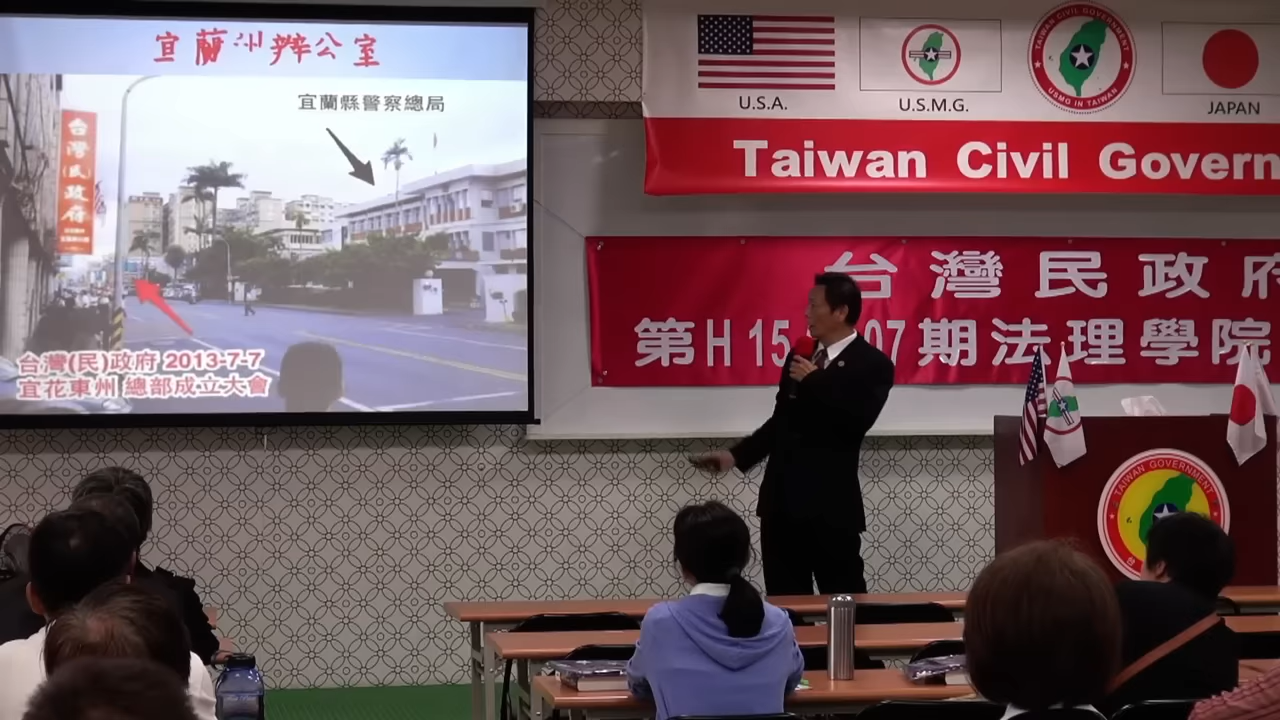 宜蘭州辦公室
宜蘭縣警察總局
台灣(民)政府
台灣(民)政府 2013-7-7
宜花東州 總部成立大會
U.S.A.
U.S.M.G.
TAIWAN CIVIL GOVERNMENT
USMG IN TAIWAN
JAPAN
Taiwan Civil Govern
台灣民政府
第H 15 07期法理學院
TAIWAN GOVERNMENT